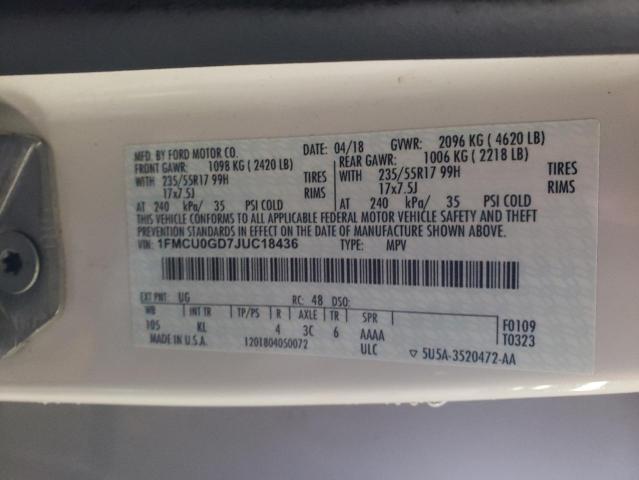 MFD. BY FORD MOTOR CO.
DATE: 04/18 GVWR: 2096 KG (4620 LB)
FRONT GAWR: 1098 KG (2420 LB)
REAR GAWR: 1006 KG (2218 LB)
WITH 235/55R17 99H TIRES
WITH 235/55R17 99H TIRES
17x7.5J RIMS
17x7.5J RIMS
AT 240 kPa/ 35 PSI COLD
AT 240 kPa/ 35 PSI COLD
THIS VEHICLE CONFORMS TO ALL APPLICABLE FEDERAL MOTOR VEHICLE SAFETY AND THEFT
PREVENTION STANDARDS IN EFFECT ON THE DATE OF MANUFACTURE SHOWN ABOVE.
VIN: 1FMCU0GD7JUC18436 TYPE: MPV
EXT PNT: UG RC: 48 DSO:
WB INT TR TP/PS R AXLE TR SPR
105 KL 4 3C 6 AAAA
MADE IN U.S.A. 1201804050072 ULC
F0109
T0323
▽ 5U5A-3520472-AA